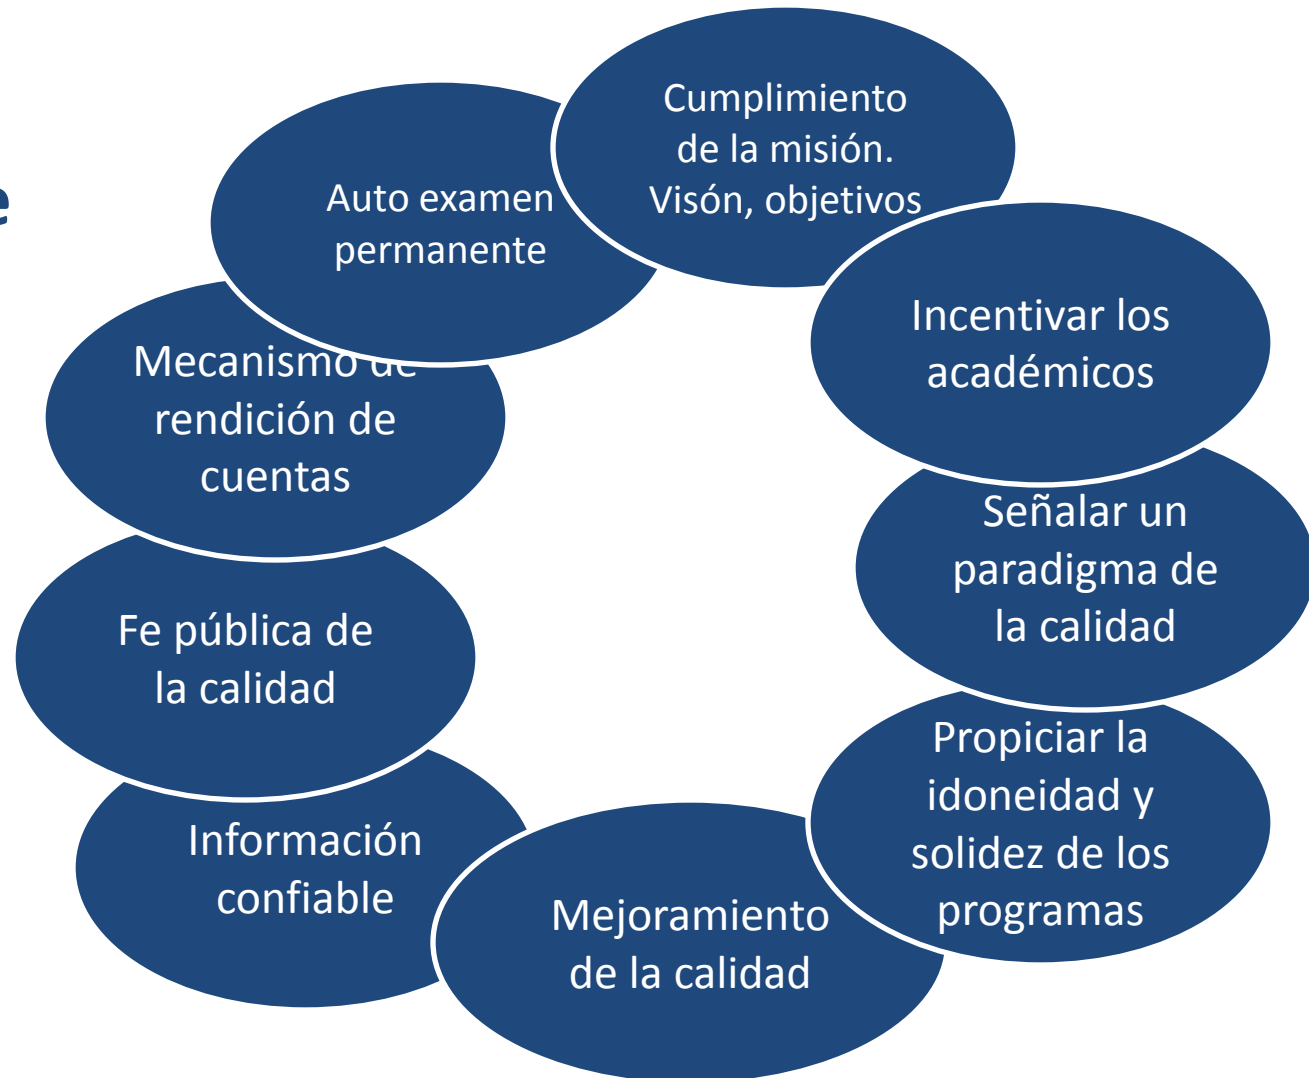 e
Cumplimiento
de la misión.
Visón, objetivos
Auto examen
permanente
Incentivar los
académicos
Mecanismo de
rendición de
cuentas
Señalar un
paradigma de
la calidad
Fe pública de
la calidad
Propiciar la
idoneidad y
solidez de los
programas
Información
confiable
Mejoramiento
de la calidad